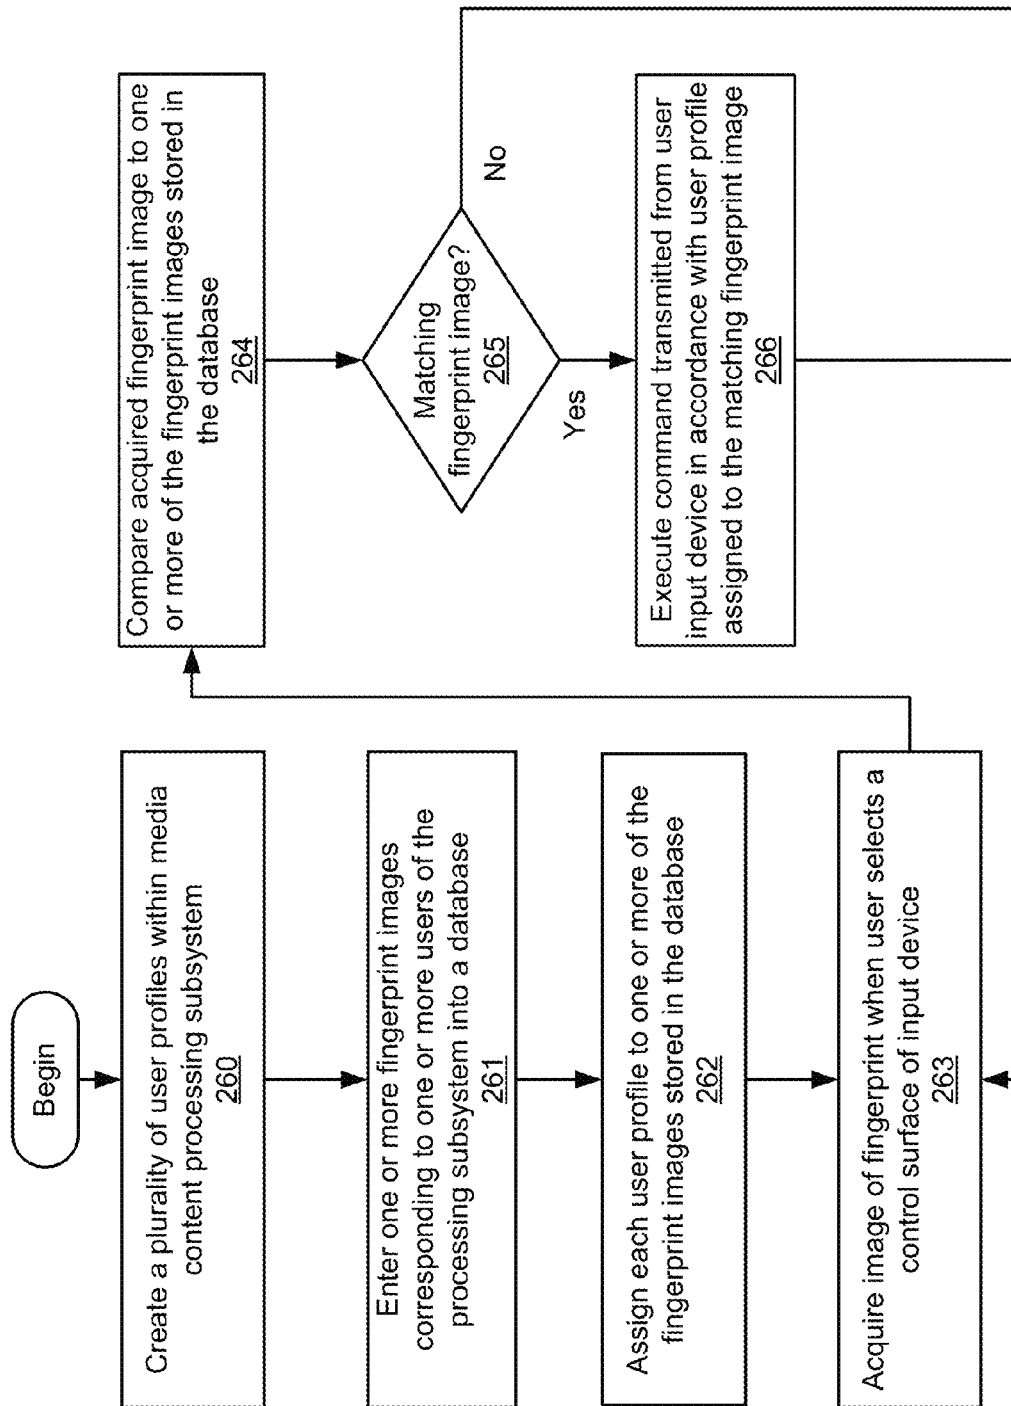 Begin
Create a plurality of user profiles within media
content processing subsystem
260
Enter one or more fingerprint images
corresponding to one or more users of the
processing subsystem into a database
261
Assign each user profile to one or more of the
fingerprint images stored in the database
262
Acquire image of fingerprint when user selects a
control surface of input device
263
Compare acquired fingerprint image to one
or more of the fingerprint images stored in
the database
264
Matching
fingerprint image?
265
No
Yes
Execute command transmitted from user
input device in accordance with user profile
assigned to the matching fingerprint image
266